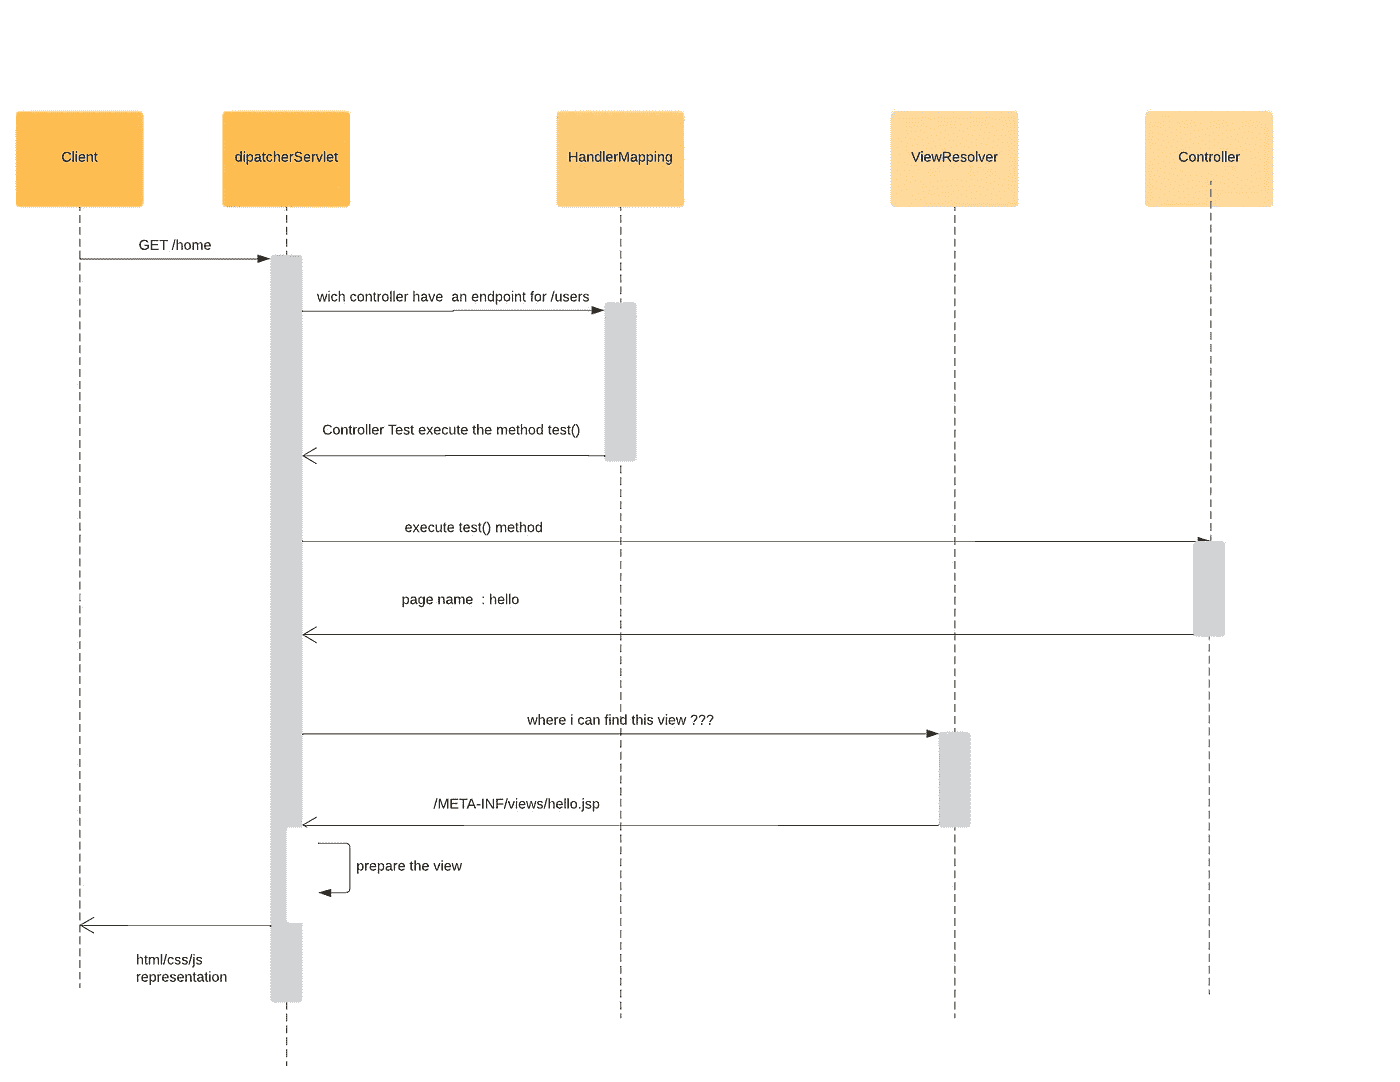 Client
dipatcherServlet
HandlerMapping
ViewResolver
Controller
GET /home
wich controller have  an endpoint for /users
Controller Test execute the method test()
execute test() method
page name  : hello
where i can find this view ???
/META-INF/views/hello.jsp
prepare the view
html/css/js
representation